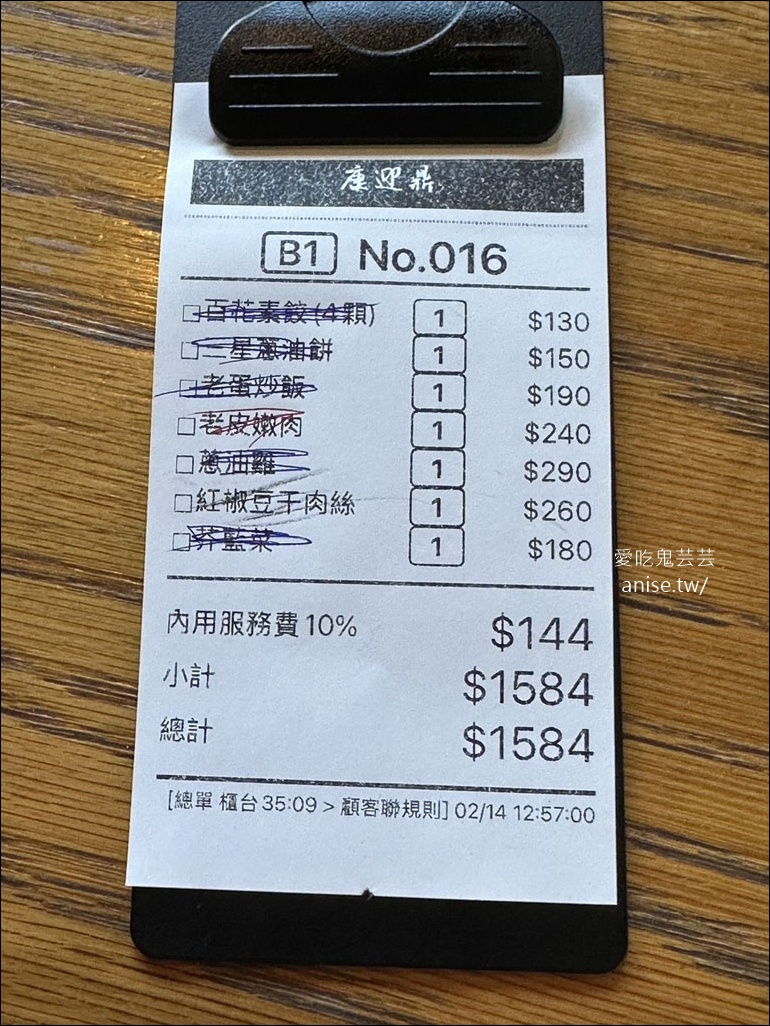 康迎鼎
B1 No.016
□百花素餃(4顆) 1 $130
□三星蔥油餅 1 $150
□老蛋炒飯 1 $190
□老皮嫩肉 1 $240
□蔥油雞 1 $290
□紅椒豆干肉絲 1 $260
□芥藍菜 1 $180
愛吃鬼芸芸
anise.tw/
內用服務費10% $144
小計 $1584
總計 $1584
[總單 櫃台35:09 > 顧客聯規則] 02/14 12:57:00